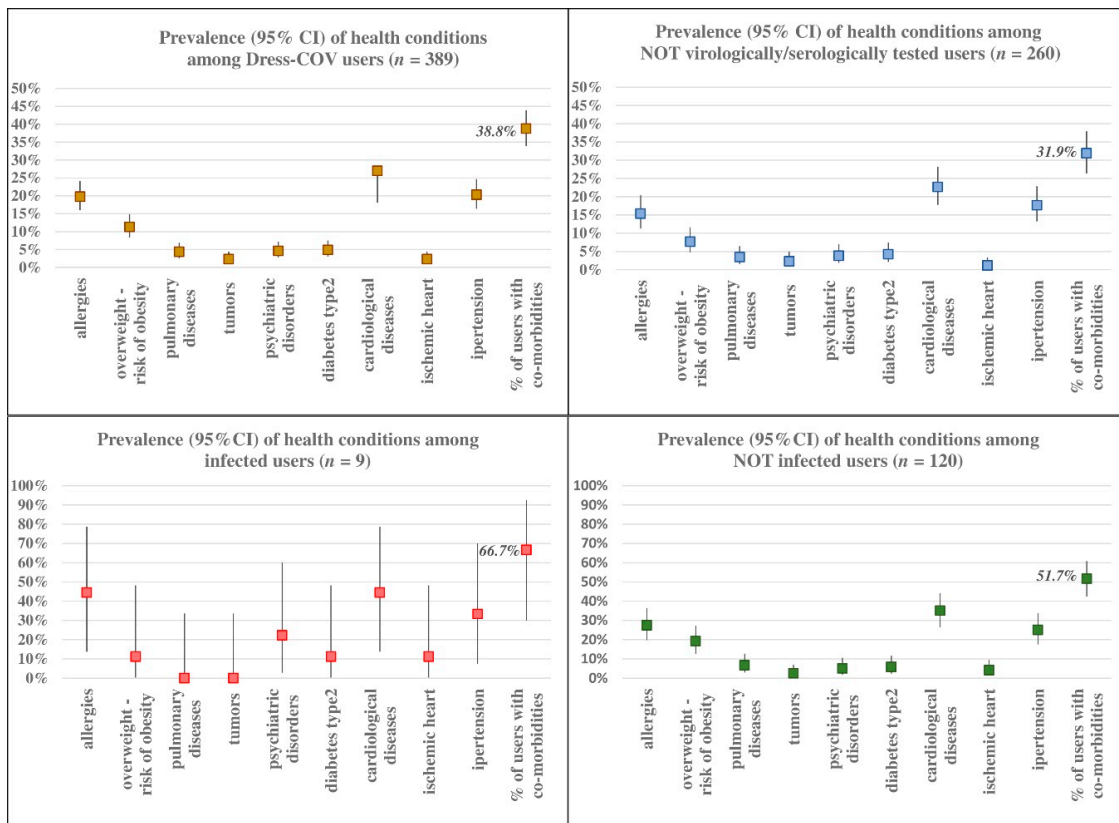 Prevalence (95% CI) of health conditions
among Dress-COV users (n = 389)
50%
45%
40%
35%
30%
25%
20%
15%
10%
5%
0%
38.8%
allergies
overweight -
risk of obesity
pulmonary
diseases
tumors
psychiatric
disorders
diabetes type2
cardiological
diseases
ischemic heart
ipertension
% of users with
co-morbidities
Prevalence (95% CI) of health conditions among
NOT virologically/serologically tested users (n = 260)
50%
45%
40%
35%
30%
25%
20%
15%
10%
5%
0%
31.9%
allergies
overweight -
risk of obesity
pulmonary
diseases
tumors
psychiatric
disorders
diabetes type2
cardiological
diseases
ischemic heart
ipertension
% of users with
co-morbidities
Prevalence (95%CI) of health conditions among
infected users (n = 9)
100%
90%
80%
70%
60%
50%
40%
30%
20%
10%
0%
66.7%
allergies
overweight -
risk of obesity
pulmonary
diseases
tumors
psychiatric
disorders
diabetes type2
cardiological
diseases
ischemic heart
ipertension
% of users with
co-morbidities
Prevalence (95%CI) of health conditions among
NOT infected users (n = 120)
100%
90%
80%
70%
60%
50%
40%
30%
20%
10%
0%
51.7%
allergies
overweight -
risk of obesity
pulmonary
diseases
tumors
psychiatric
disorders
diabetes type2
cardiological
diseases
ischemic heart
ipertension
% of users with
co-morbidities